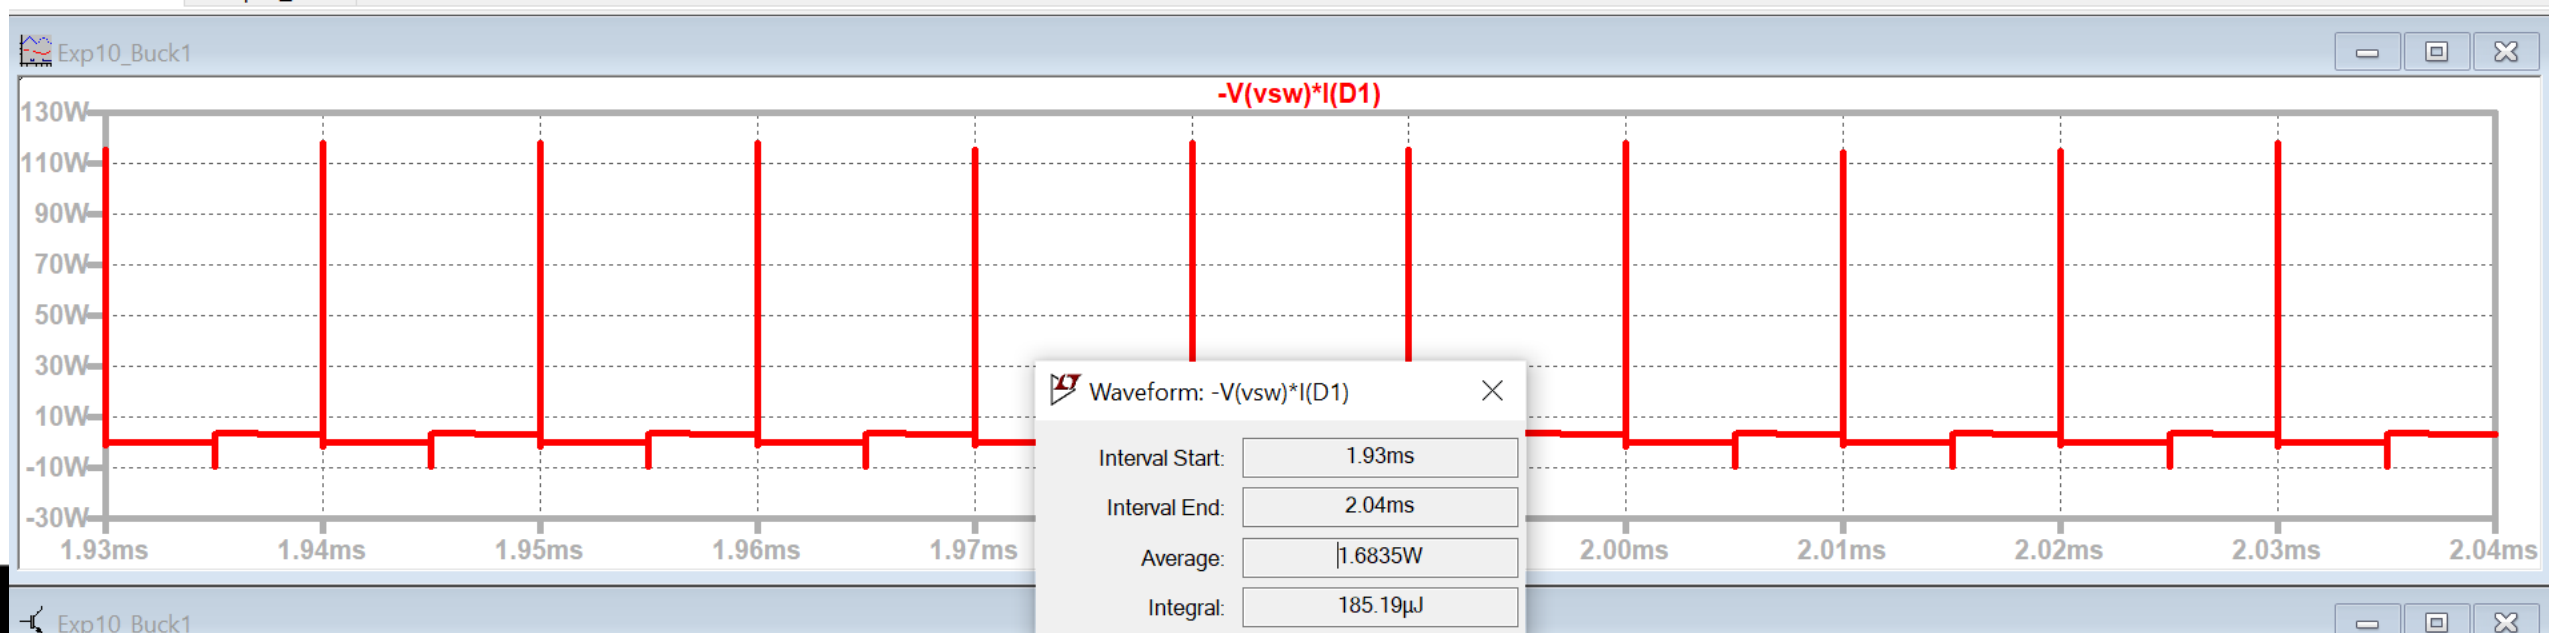 Exp10_Buck1
-V(vsw)*I(D1)
130W
110W
90W
70W
50W
30W
10W
-10W
-30W
1.93ms 1.94ms 1.95ms 1.96ms 1.97ms 2.00ms 2.01ms 2.02ms 2.03ms 2.04ms
Waveform: -V(vsw)*I(D1)
Interval Start: 1.93ms
Interval End: 2.04ms
Average: 1.6835W
Integral: 185.19µJ
Exp10_Buck1